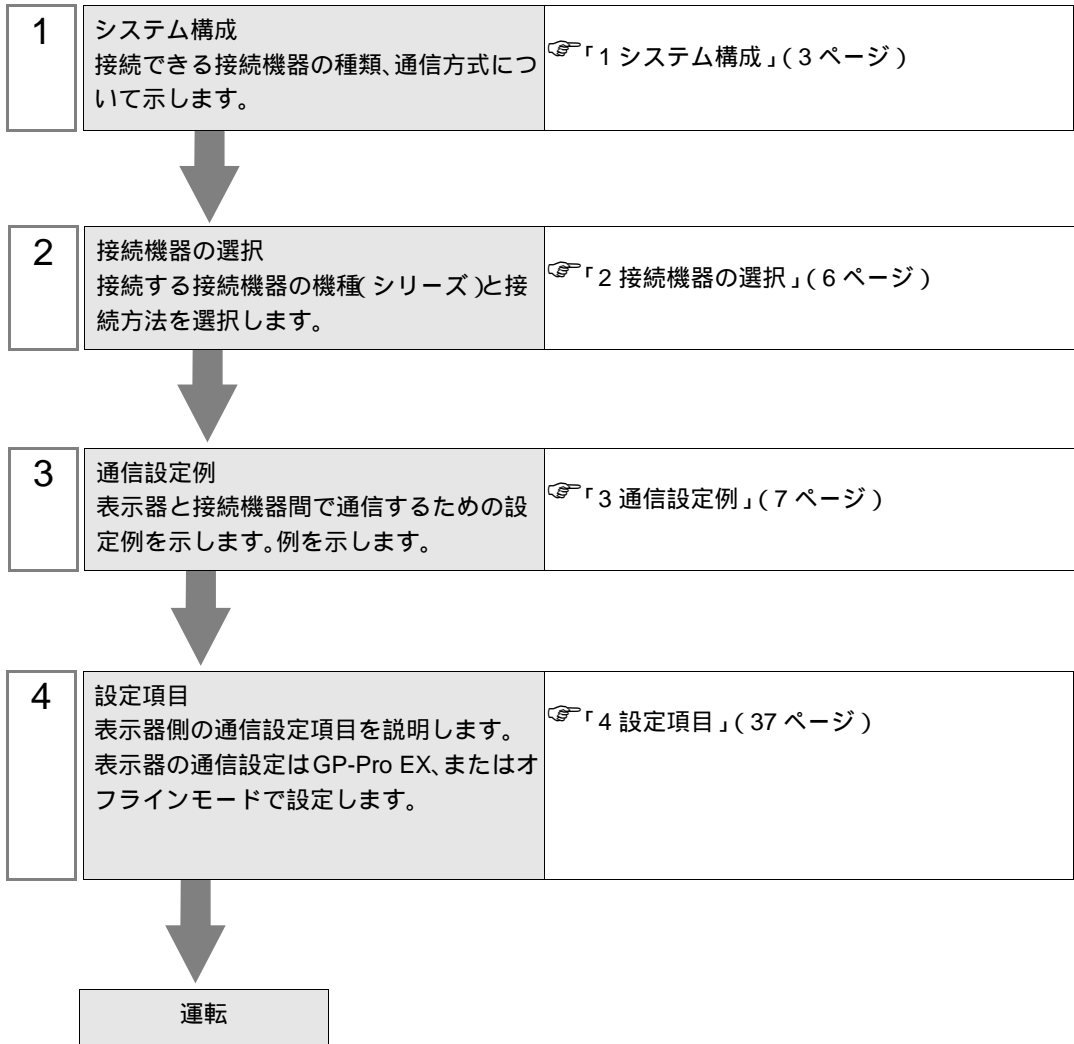 1
システム構成
接続できる接続機器の種類、通信方式につ
いて示します。
☞「1 システム構成」( 3 ページ )
2
接続機器の選択
接続する接続機器の機種( シリーズ )と接
続方法を選択します。
☞「2 接続機器の選択」( 6 ページ )
3
通信設定例
表示器と接続機器間で通信するための設
定例を示します。例を示します。
☞「3 通信設定例」( 7 ページ )
4
設定項目
表示器側の通信設定項目を説明します。
表示器の通信設定はGP-Pro EX、またはオ
フラインモードで設定します。
☞「4 設定項目」( 37 ページ )
運転